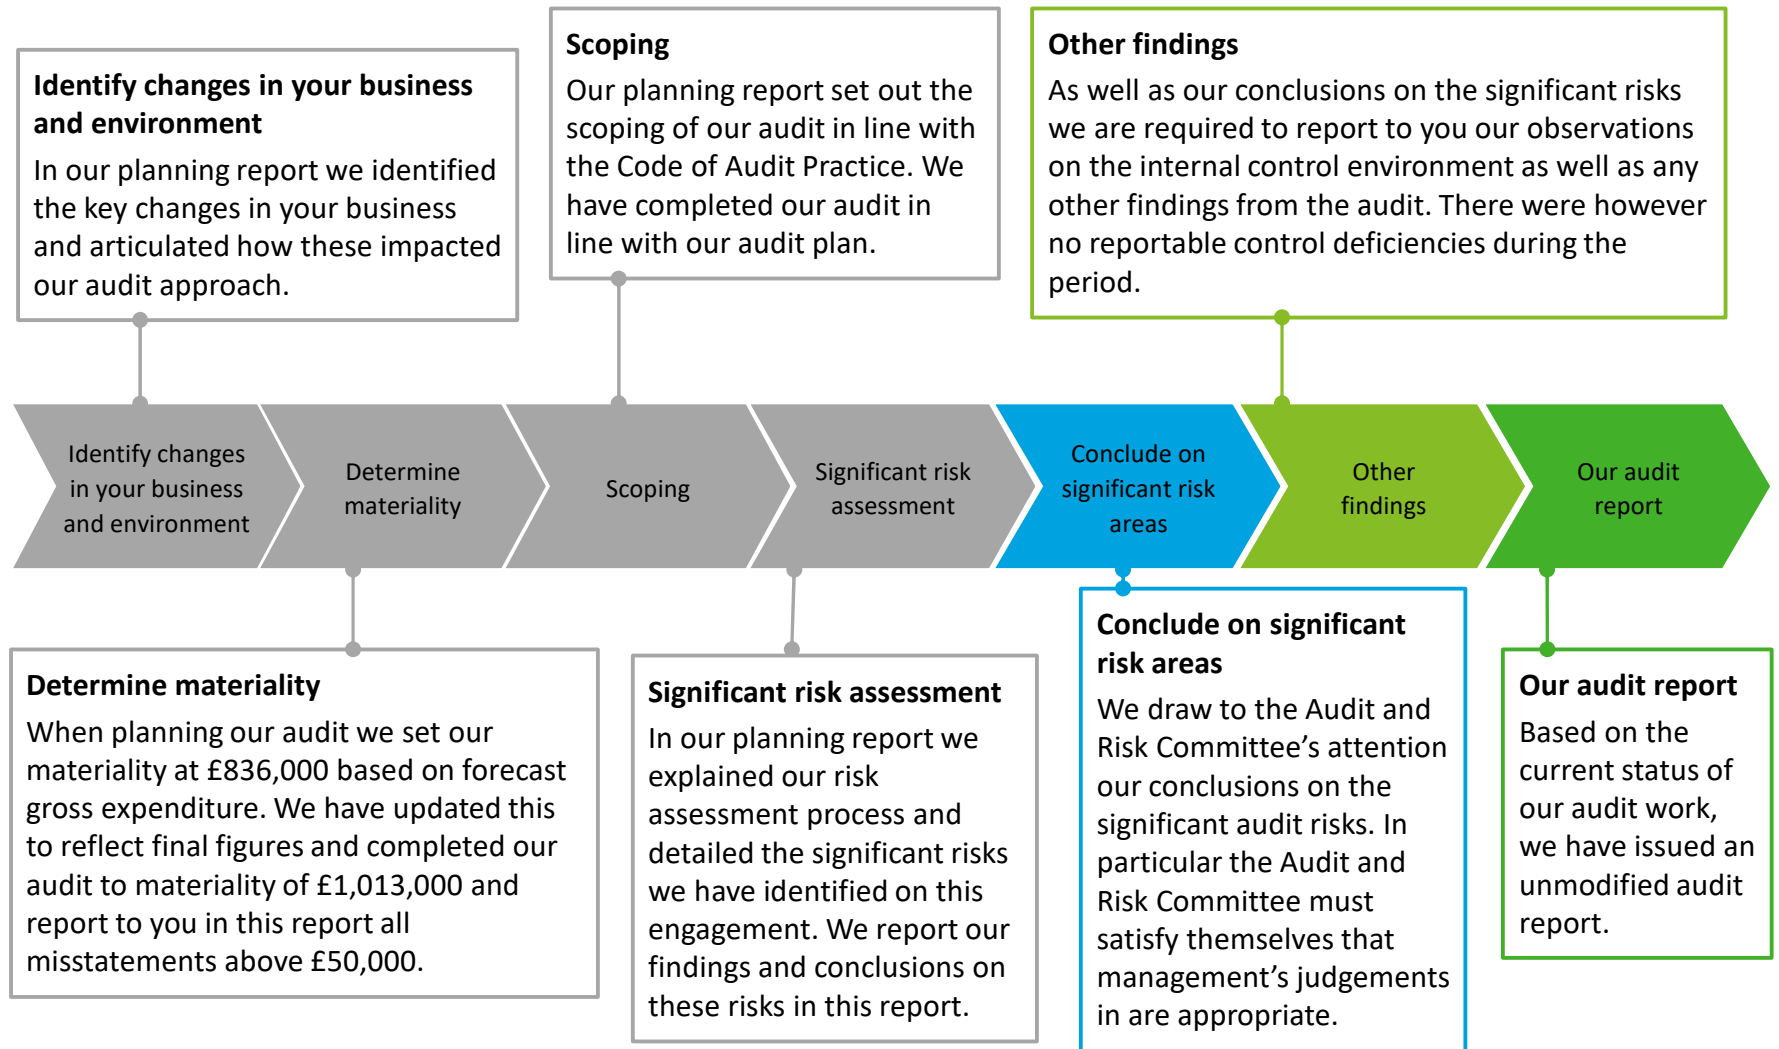 Identify changes in your business
and environment
In our planning report we identified
the key changes in your business
and articulated how these impacted
our audit approach.
Scoping
Our planning report set out the
scoping of our audit in line with
the Code of Audit Practice. We
have completed our audit in
line with our audit plan.
Other findings
As well as our conclusions on the significant risks
we are required to report to you our observations
on the internal control environment as well as any
other findings from the audit. There were however
no reportable control deficiencies during the
period.
Identify changes
in your business
and environment
Determine
materiality
Scoping
Significant risk
assessment
Conclude on
significant risk
areas
Other
findings
Our audit
report
Determine materiality
When planning our audit we set our
materiality at £836,000 based on forecast
gross expenditure. We have updated this
to reflect final figures and completed our
audit to materiality of £1,013,000 and
report to you in this report all
misstatements above £50,000.
Significant risk assessment
In our planning report we
explained our risk
assessment process and
detailed the significant risks
we have identified on this
engagement. We report our
findings and conclusions on
these risks in this report.
Conclude on significant
risk areas
We draw to the Audit and
Risk Committee’s attention
our conclusions on the
significant audit risks. In
particular the Audit and
Risk Committee must
satisfy themselves that
management’s judgements
in are appropriate.
Our audit report
Based on the
current status of
our audit work,
we have issued an
unmodified audit
report.